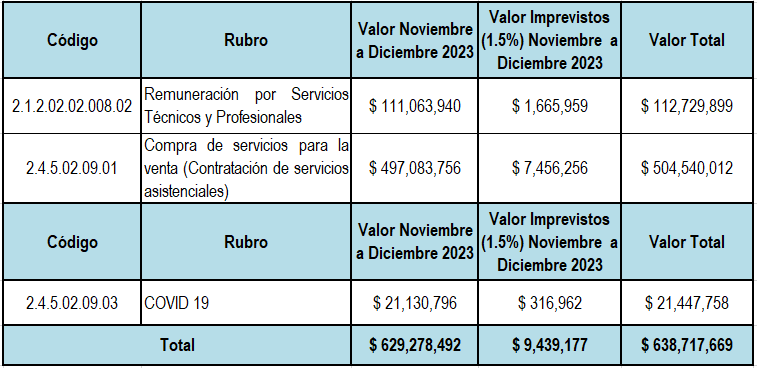 Código Rubro Valor Noviembre a Diciembre 2023 Valor Imprevistos (1.5%) Noviembre a Diciembre 2023 Valor Total
2.1.2.02.02.008.02 Remuneración por Servicios Técnicos y Profesionales $ 111,063,940 $ 1,665,959 $ 112,729,899
2.4.5.02.09.01 Compra de servicios para la venta (Contratación de servicios asistenciales) $ 497,083,756 $ 7,456,256 $ 504,540,012
Código Rubro Valor Noviembre a Diciembre 2023 Valor Imprevistos (1.5%) Noviembre a Diciembre 2023 Valor Total
2.4.5.02.09.03 COVID 19 $ 21,130,796 $ 316,962 $ 21,447,758
Total $ 629,278,492 $ 9,439,177 $ 638,717,669